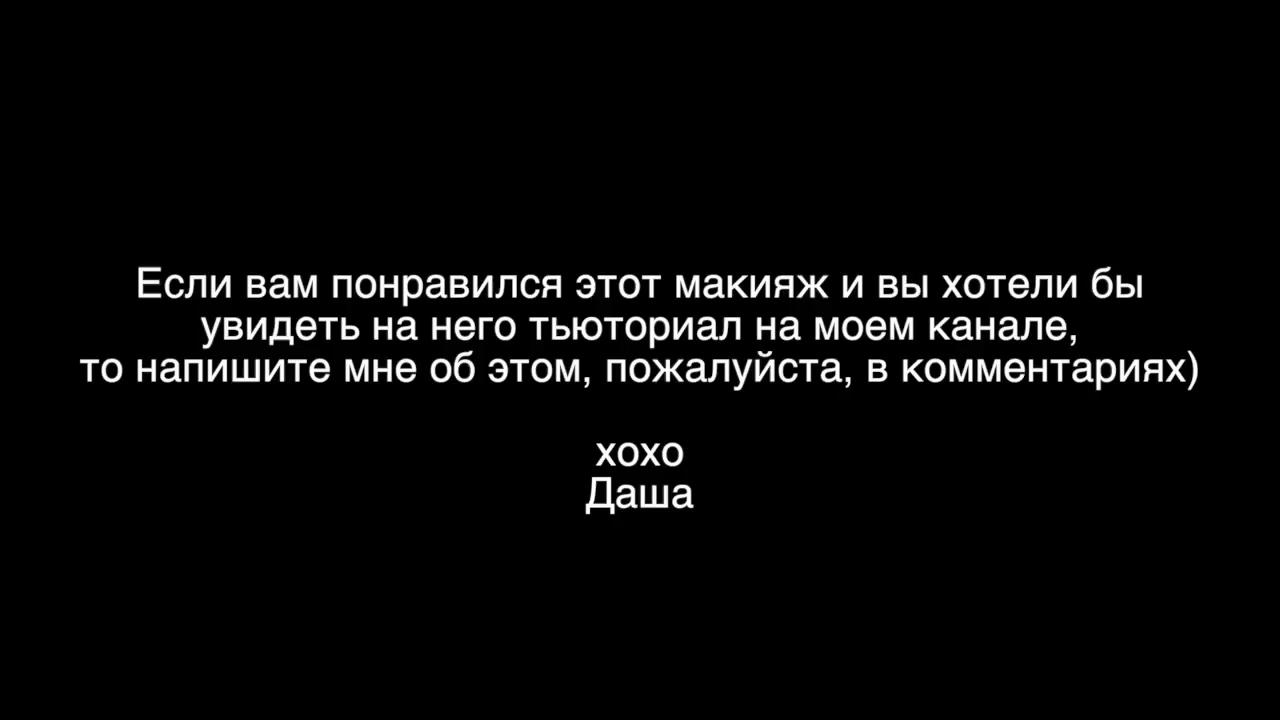 Если вам понравился этот макияж и вы хотели бы
увидеть на него тьюториал на моем канале,
то напишите мне об этом, пожалуйста, в комментариях)
хохо
Даша